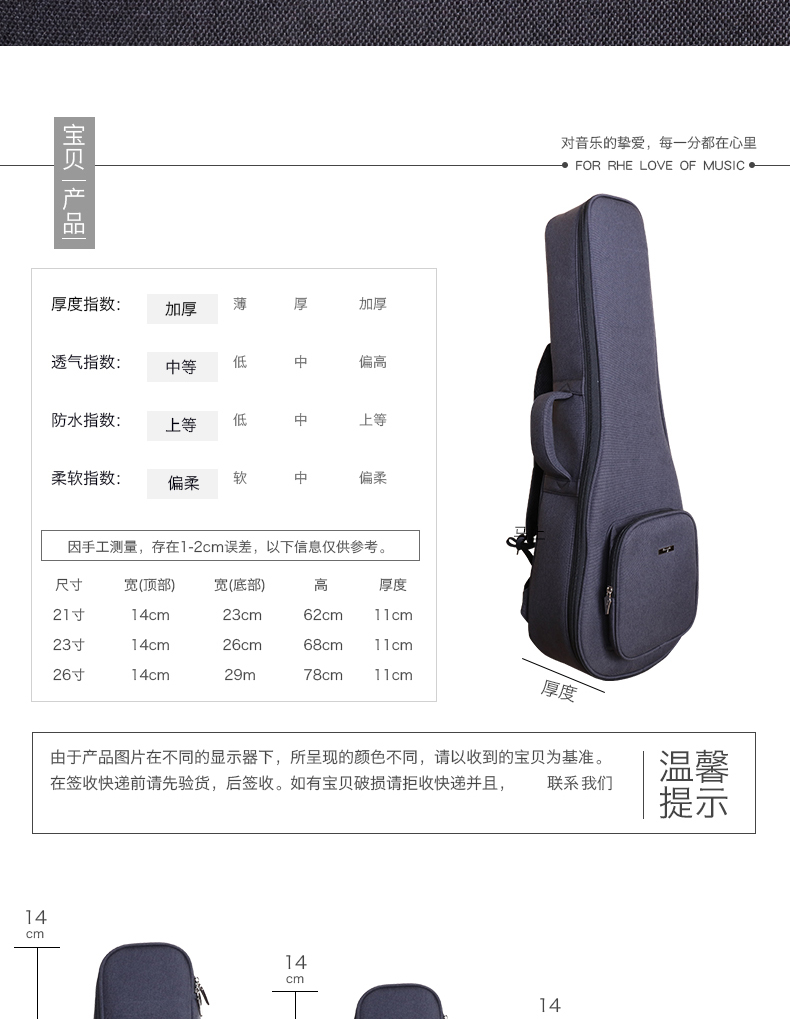 宝贝
产品
对音乐的挚爱，每一分都在心里
FOR RHE LOVE OF MUSIC
厚度指数： 加厚 薄 厚 加厚
透气指数： 中等 低 中 偏高
防水指数： 上等 低 中 上等
柔软指数： 偏柔 软 中 偏柔
因手工测量，存在1-2cm误差，以下信息仅供参考。
尺寸 宽(顶部) 宽(底部) 高 厚度
21寸 14cm 23cm 62cm 11cm
23寸 14cm 26cm 68cm 11cm
26寸 14cm 29m 78cm 11cm
厚度
由于产品图片在不同的显示器下，所呈现的颜色不同，请以收到的宝贝为基准。
在签收快递前请先验货，后签收。如有宝贝破损请拒收快递并且， 联系我们
温馨
提示
14
cm
14
cm
14